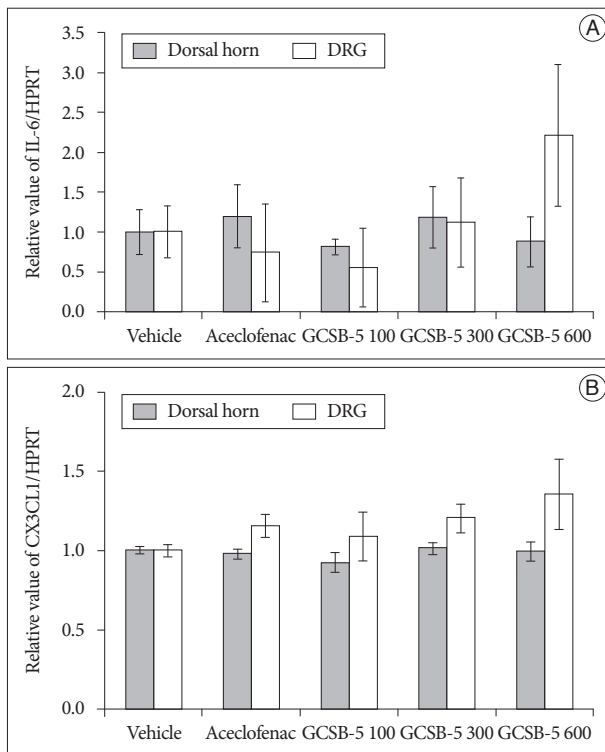 A
3.5
3.0
2.5
2.0
1.5
1.0
0.5
0.0
Relative value of IL-6/HPRT
Dorsal horn DRG
Vehicle Aceclofenac GCSB-5 100 GCSB-5 300 GCSB-5 600
B
2.0
1.5
1.0
0.5
0.0
Relative value of CX3CL1/HPRT
Dorsal horn DRG
Vehicle Aceclofenac GCSB-5 100 GCSB-5 300 GCSB-5 600